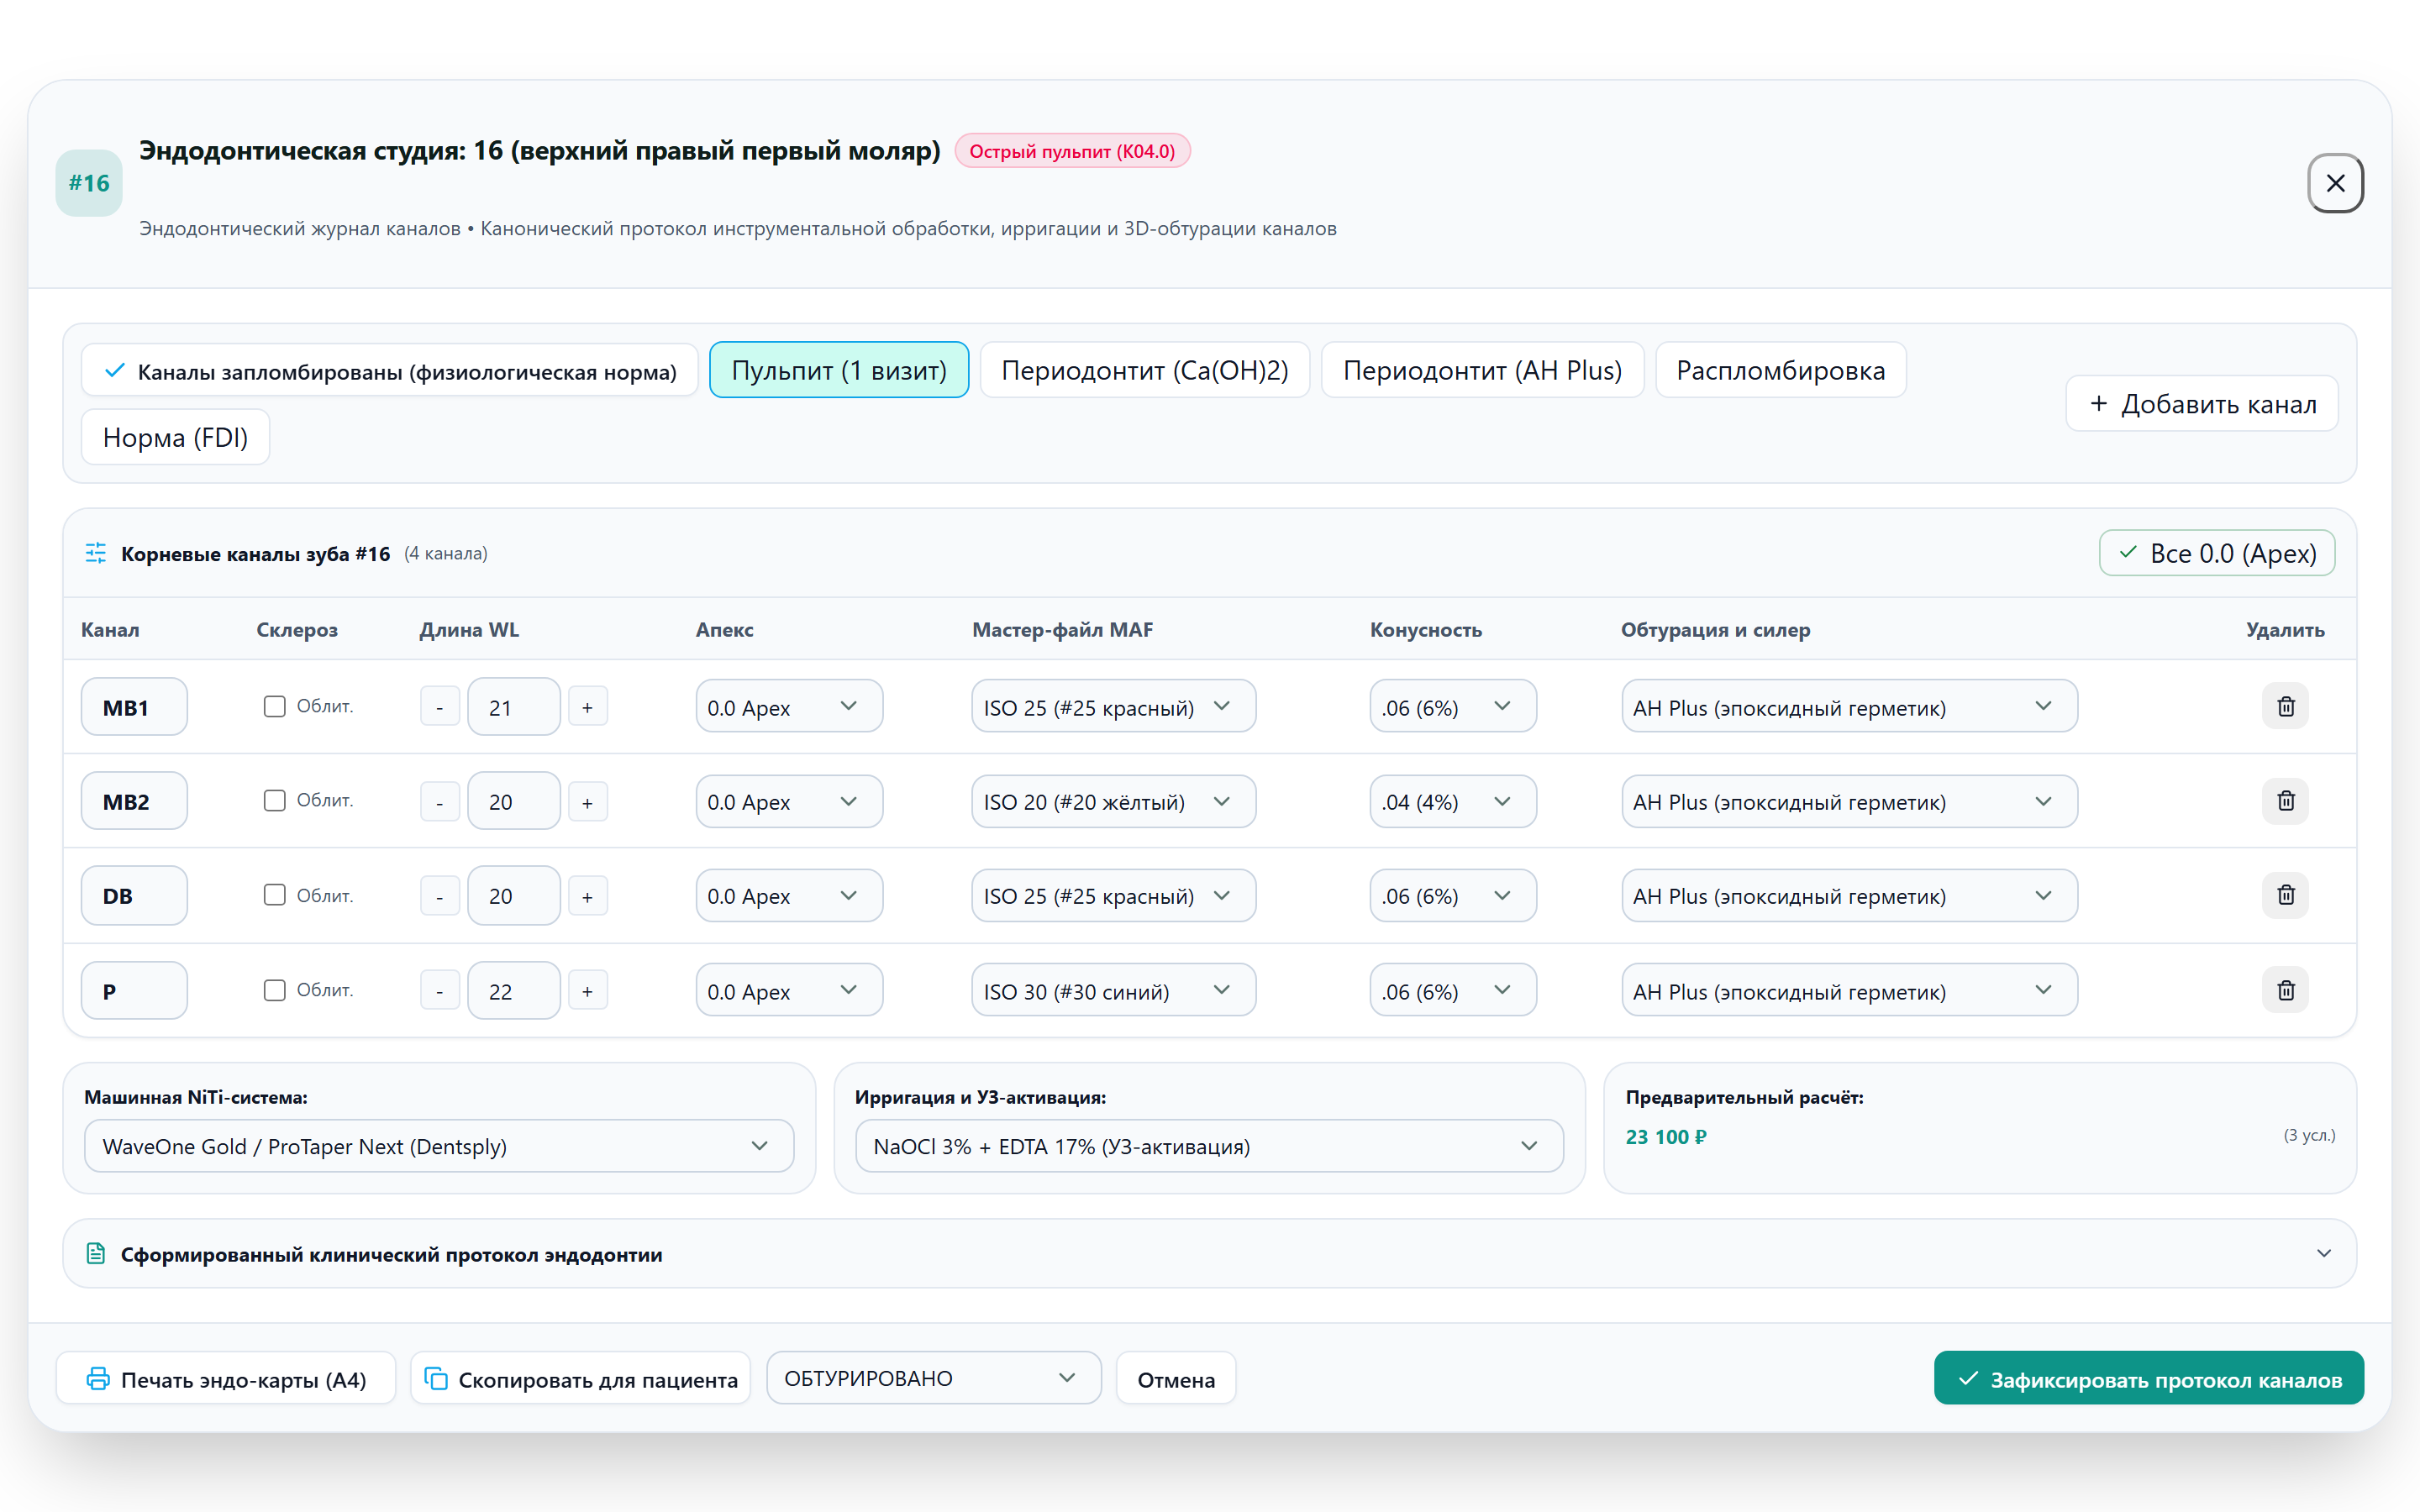 #16
Эндодонтическая студия: 16 (верхний правый первый моляр)
Острый пульпит (К04.0)
Эндодонтический журнал каналов • Канонический протокол инструментальной обработки, ирригации и 3D-обтурации каналов
Каналы запломбированы (физиологическая норма)
Пульпит (1 визит)
Периодонтит (Ca(OH)2)
Периодонтит (AH Plus)
Распломбировка
Норма (FDI)
+ Добавить канал
Корневые каналы зуба #16 (4 канала)
Все 0.0 (Apex)
Канал Склероз Длина WL Апекс Мастер-файл MAF Конусность Обтурация и силер Удалить
MB1 Облит. - 21 + 0.0 Apex ISO 25 (#25 красный) .06 (6%) AH Plus (эпоксидный герметик)
MB2 Облит. - 20 + 0.0 Apex ISO 20 (#20 жёлтый) .04 (4%) AH Plus (эпоксидный герметик)
DB Облит. - 20 + 0.0 Apex ISO 25 (#25 красный) .06 (6%) AH Plus (эпоксидный герметик)
P Облит. - 22 + 0.0 Apex ISO 30 (#30 синий) .06 (6%) AH Plus (эпоксидный герметик)
Машинная NiTi-система:
WaveOne Gold / ProTaper Next (Dentsply)
Ирригация и УЗ-активация:
NaOCl 3% + EDTA 17% (УЗ-активация)
Предварительный расчёт:
23 100 ₽ (3 усл.)
Сформированный клинический протокол эндодонтии
Печать эндо-карты (А4)
Скопировать для пациента
ОБТУРИРОВАНО
Отмена
Зафиксировать протокол каналов